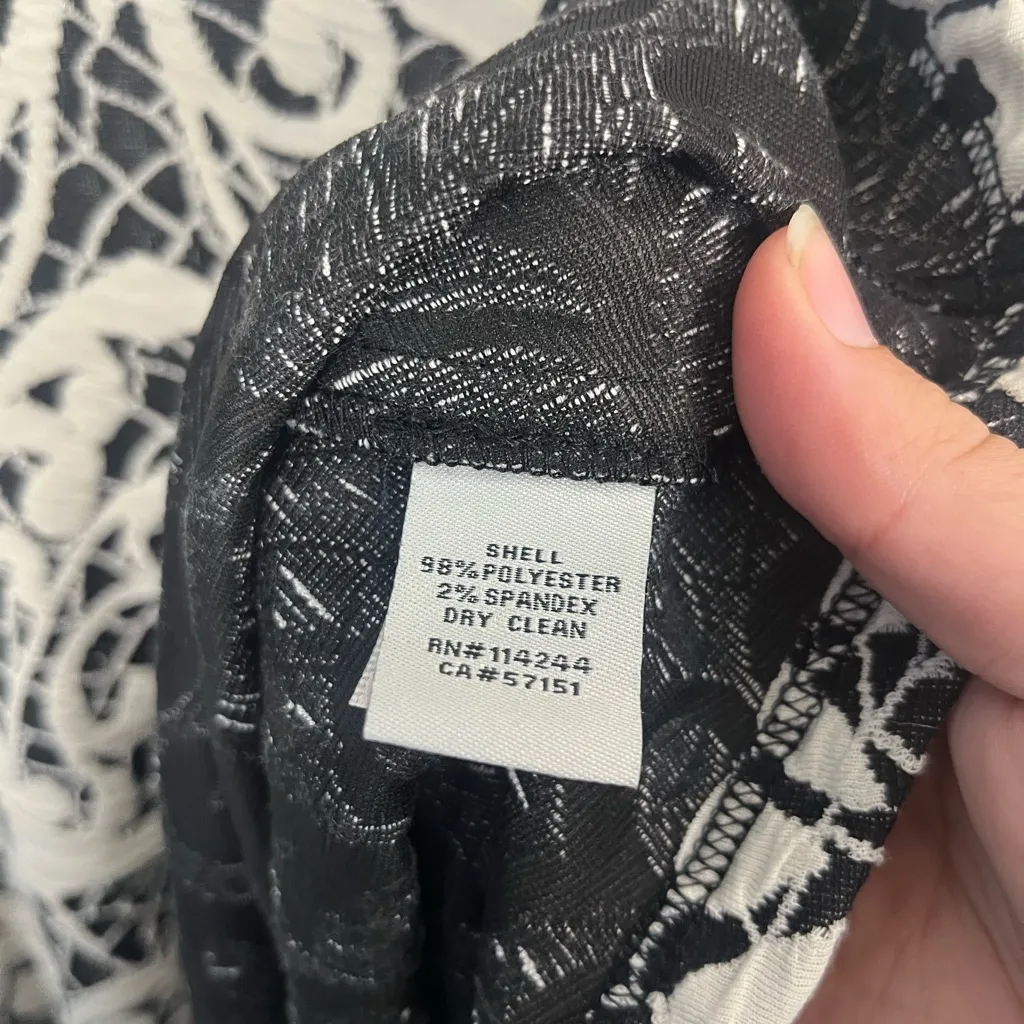 SHELL
98% POLYESTER
2% SPANDEX
DRY CLEAN
RN#114244
CA#57151